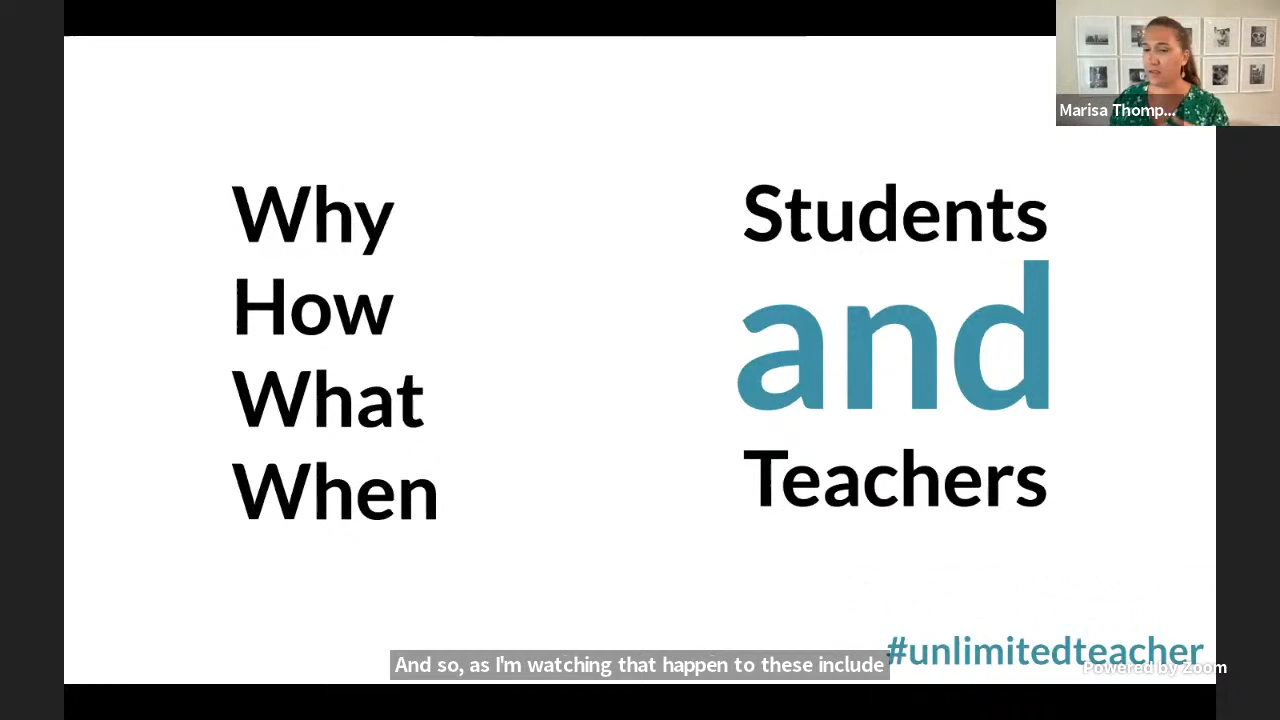 Marisa Thomp...
Why
How
What
When
Students
and
Teachers
#unlimitedteacher
And so, as I'm watching that happen to these include
Powered by Zoom